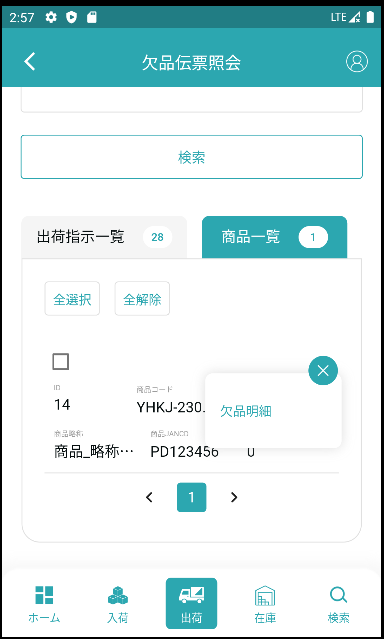 2:57 LTE
欠品伝票照会
検索
出荷指示一覧 28 商品一覧 1
全選択 全解除
ID 商品コード
14 YHKJ-230.
欠品明細
商品略称 商品JANCD
商品_略称… PD123456 0
1
ホーム 入荷 出荷 在庫 検索